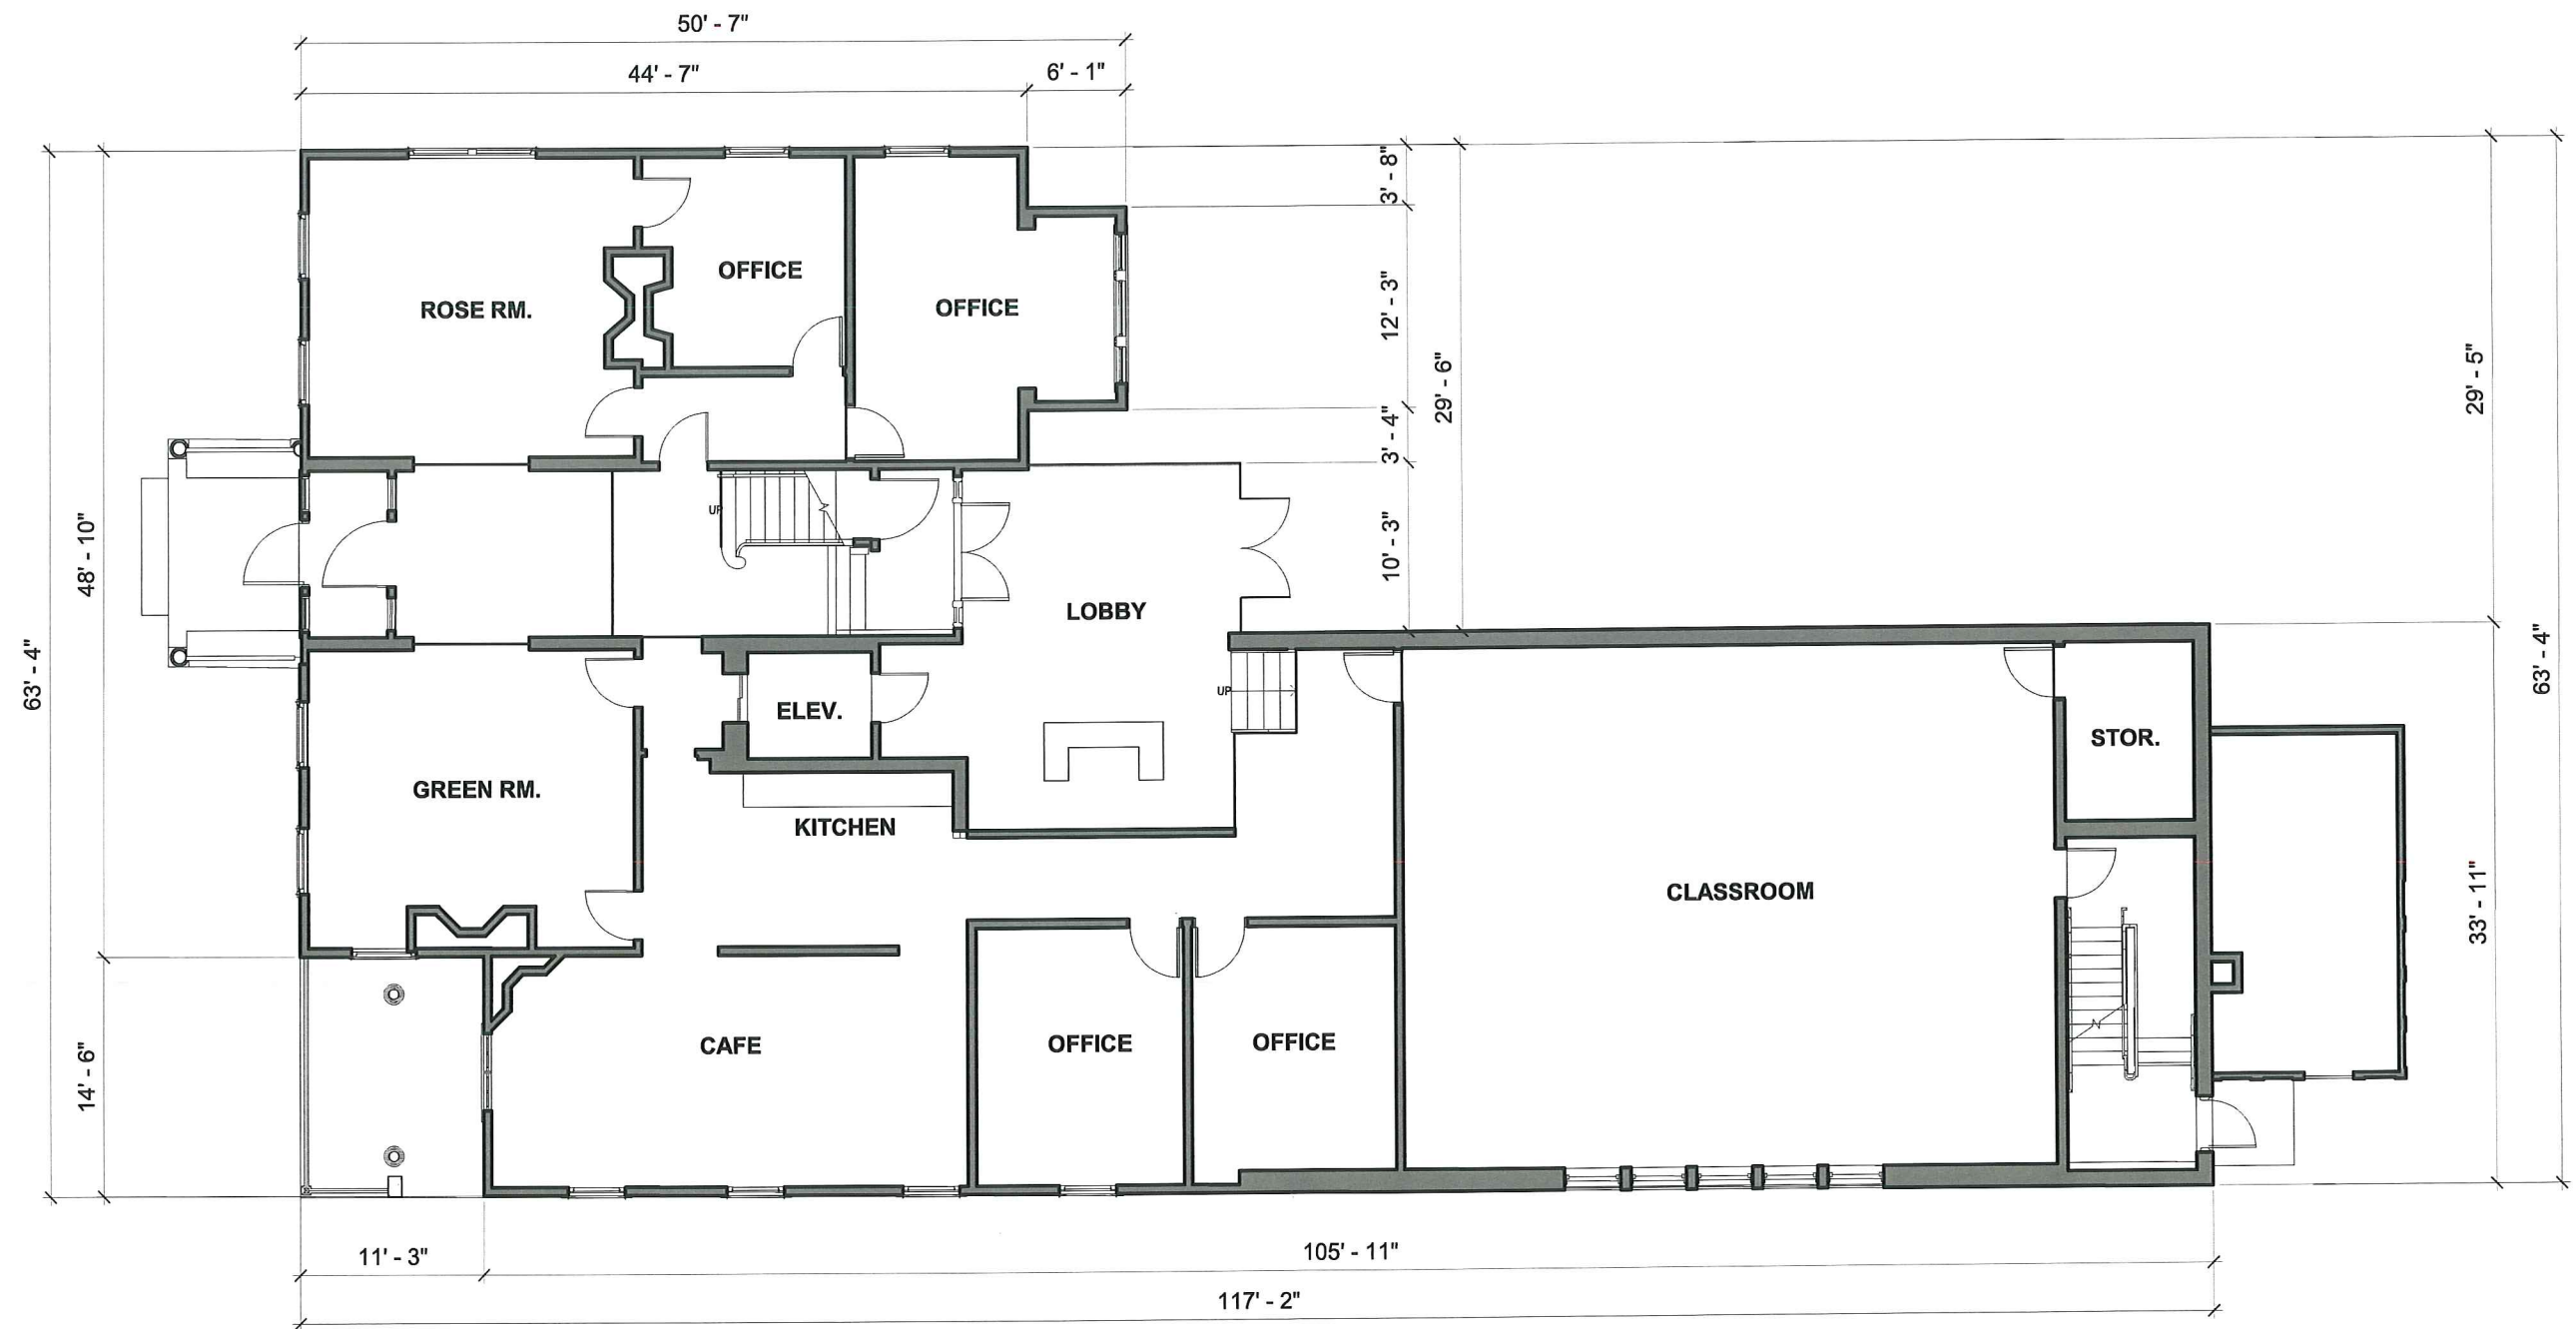 50' - 7"
44' - 7"
6' - 1"
3' - 8"
12' - 3"
3' - 4"
10' - 3"
29' - 6"
29' - 5"
63' - 4"
33' - 11"
63' - 4"
48' - 10"
14' - 6"
ROSE RM.
OFFICE
OFFICE
UP
LOBBY
UP
ELEV.
STOR.
GREEN RM.
KITCHEN
CLASSROOM
CAFE
OFFICE
OFFICE
11' - 3"
105' - 11"
117' - 2"